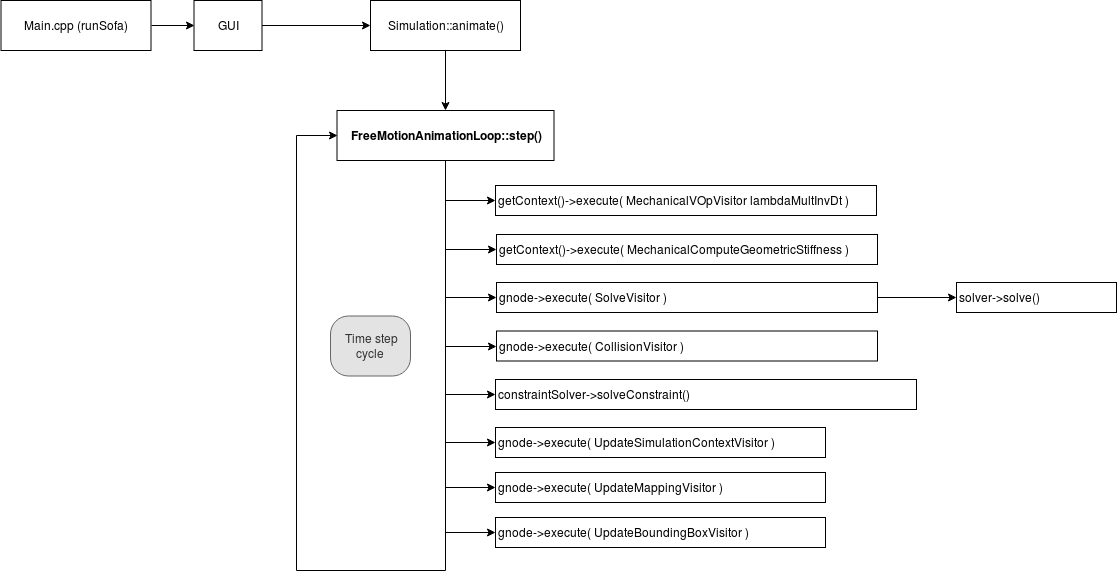 Main.cpp (runSofa)
GUI
Simulation::animate()
FreeMotionAnimationLoop::step()
getContext()->execute( MechanicalVOpVisitor lambdaMultInvDt )
getContext()->execute( MechanicalComputeGeometricStiffness )
gnode->execute( SolveVisitor )
solver->solve()
Time step
cycle
gnode->execute( CollisionVisitor )
constraintSolver->solveConstraint()
gnode->execute( UpdateSimulationContextVisitor )
gnode->execute( UpdateMappingVisitor )
gnode->execute( UpdateBoundingBoxVisitor )